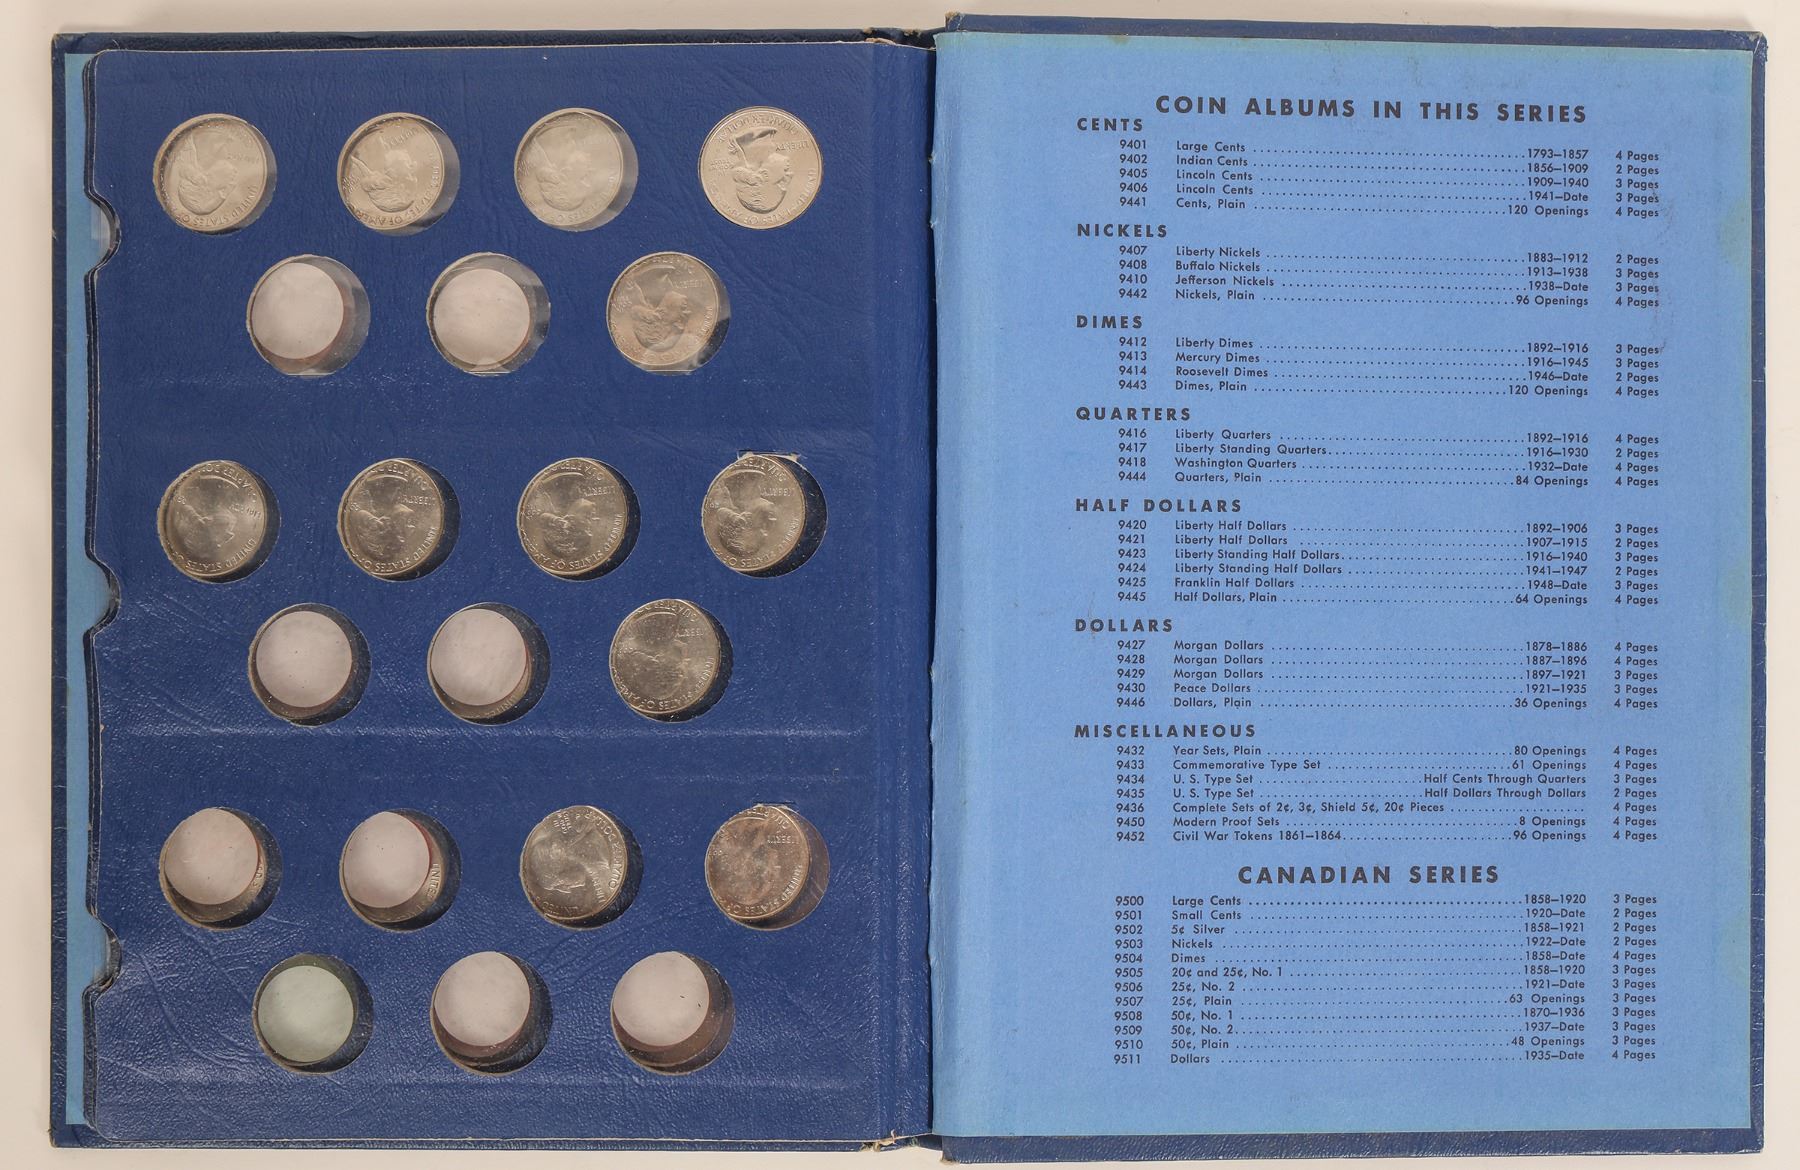 COIN ALBUMS IN THIS SERIES
CENTS
9401 Large Cents 1793–1857 4 Pages
9402 Indian Cents 1856–1909 2 Pages
9405 Lincoln Cents 1909–1940 3 Pages
9406 Lincoln Cents 1941–Date 3 Pages
9441 Cents, Plain 120 Openings 4 Pages
NICKELS
9407 Liberty Nickels 1883–1912 2 Pages
9408 Buffalo Nickels 1913–1938 3 Pages
9410 Jefferson Nickels 1938–Date 3 Pages
9442 Nickels, Plain 96 Openings 4 Pages
DIMES
9412 Liberty Dimes 1892–1916 3 Pages
9413 Mercury Dimes 1916–1945 3 Pages
9414 Roosevelt Dimes 1946–Date 2 Pages
9443 Dimes, Plain 120 Openings 4 Pages
QUARTERS
9416 Liberty Quarters 1892–1916 4 Pages
9417 Liberty Standing Quarters 1916–1930 2 Pages
9418 Washington Quarters 1932–Date 4 Pages
9444 Quarters, Plain 84 Openings 4 Pages
HALF DOLLARS
9420 Liberty Half Dollars 1892–1906 3 Pages
9421 Liberty Half Dollars 1907–1915 2 Pages
9423 Liberty Standing Half Dollars 1916–1940 3 Pages
9424 Liberty Standing Half Dollars 1941–1947 2 Pages
9425 Franklin Half Dollars 1948–Date 3 Pages
9445 Half Dollars, Plain 64 Openings 4 Pages
DOLLARS
9427 Morgan Dollars 1878–1886 4 Pages
9428 Morgan Dollars 1887–1896 4 Pages
9429 Morgan Dollars 1897–1921 3 Pages
9430 Peace Dollars 1921–1935 3 Pages
9446 Dollars, Plain 36 Openings 4 Pages
MISCELLANEOUS
9432 Year Sets, Plain 80 Openings 4 Pages
9433 Commemorative Type Set 61 Openings 4 Pages
9434 U. S. Type Set Half Cents Through Quarters 3 Pages
9435 U. S. Type Set Half Dollars Through Dollars 2 Pages
9436 Complete Sets of 2¢, 3¢, Shield 5¢, 20¢ Pieces 4 Pages
9450 Modern Proof Sets 8 Openings 4 Pages
9452 Civil War Tokens 1861–1864 96 Openings 4 Pages
CANADIAN SERIES
9500 Large Cents 1858–1920 3 Pages
9501 Small Cents 1920–Date 2 Pages
9502 5¢ Silver 1858–1921 2 Pages
9503 Nickels 1922–Date 2 Pages
9504 Dimes 1858–Date 4 Pages
9505 20¢ and 25¢, No. 1 1858–1920 3 Pages
9506 25¢, No. 2 1921–Date 3 Pages
9507 25¢, Plain 63 Openings 3 Pages
9508 50¢, No. 1 1870–1936 3 Pages
9509 50¢, No. 2 1937–Date 3 Pages
9510 50¢, Plain 48 Openings 3 Pages
9511 Dollars 1935–Date 4 Pages